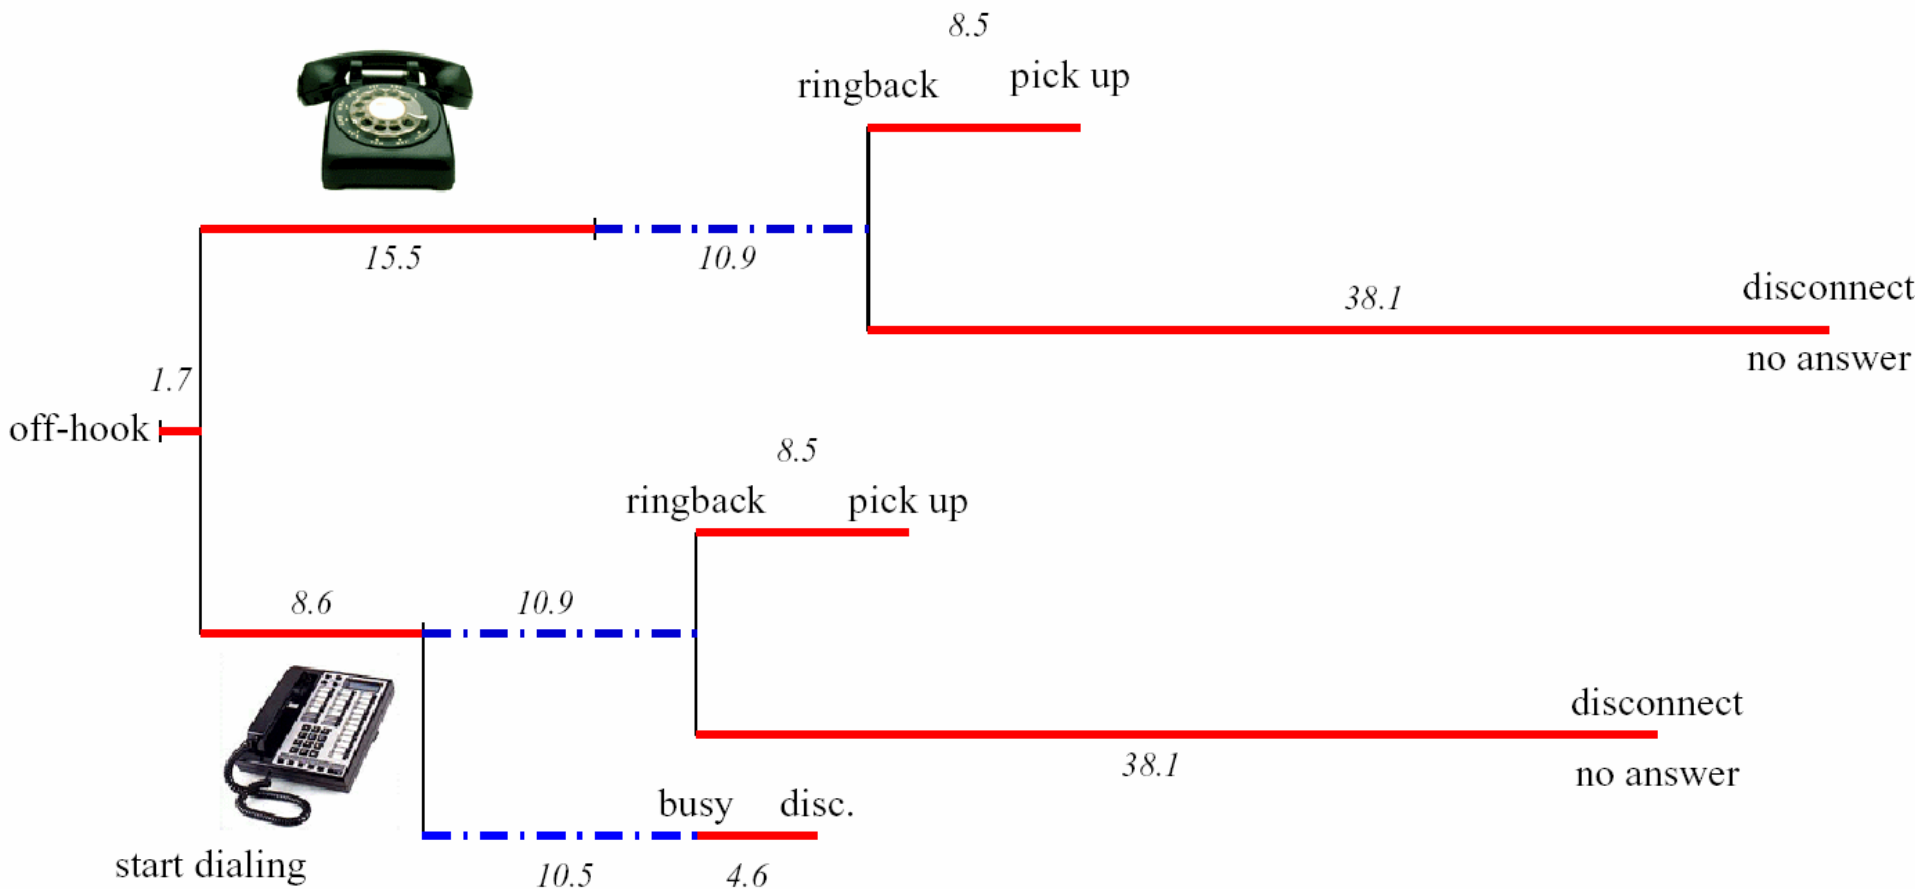 8.5
ringback pick up
15.5 10.9
38.1 disconnect
no answer
1.7
off-hook
8.5
ringback pick up
8.6 10.9
disconnect
38.1 no answer
busy disc.
start dialing 10.5 4.6